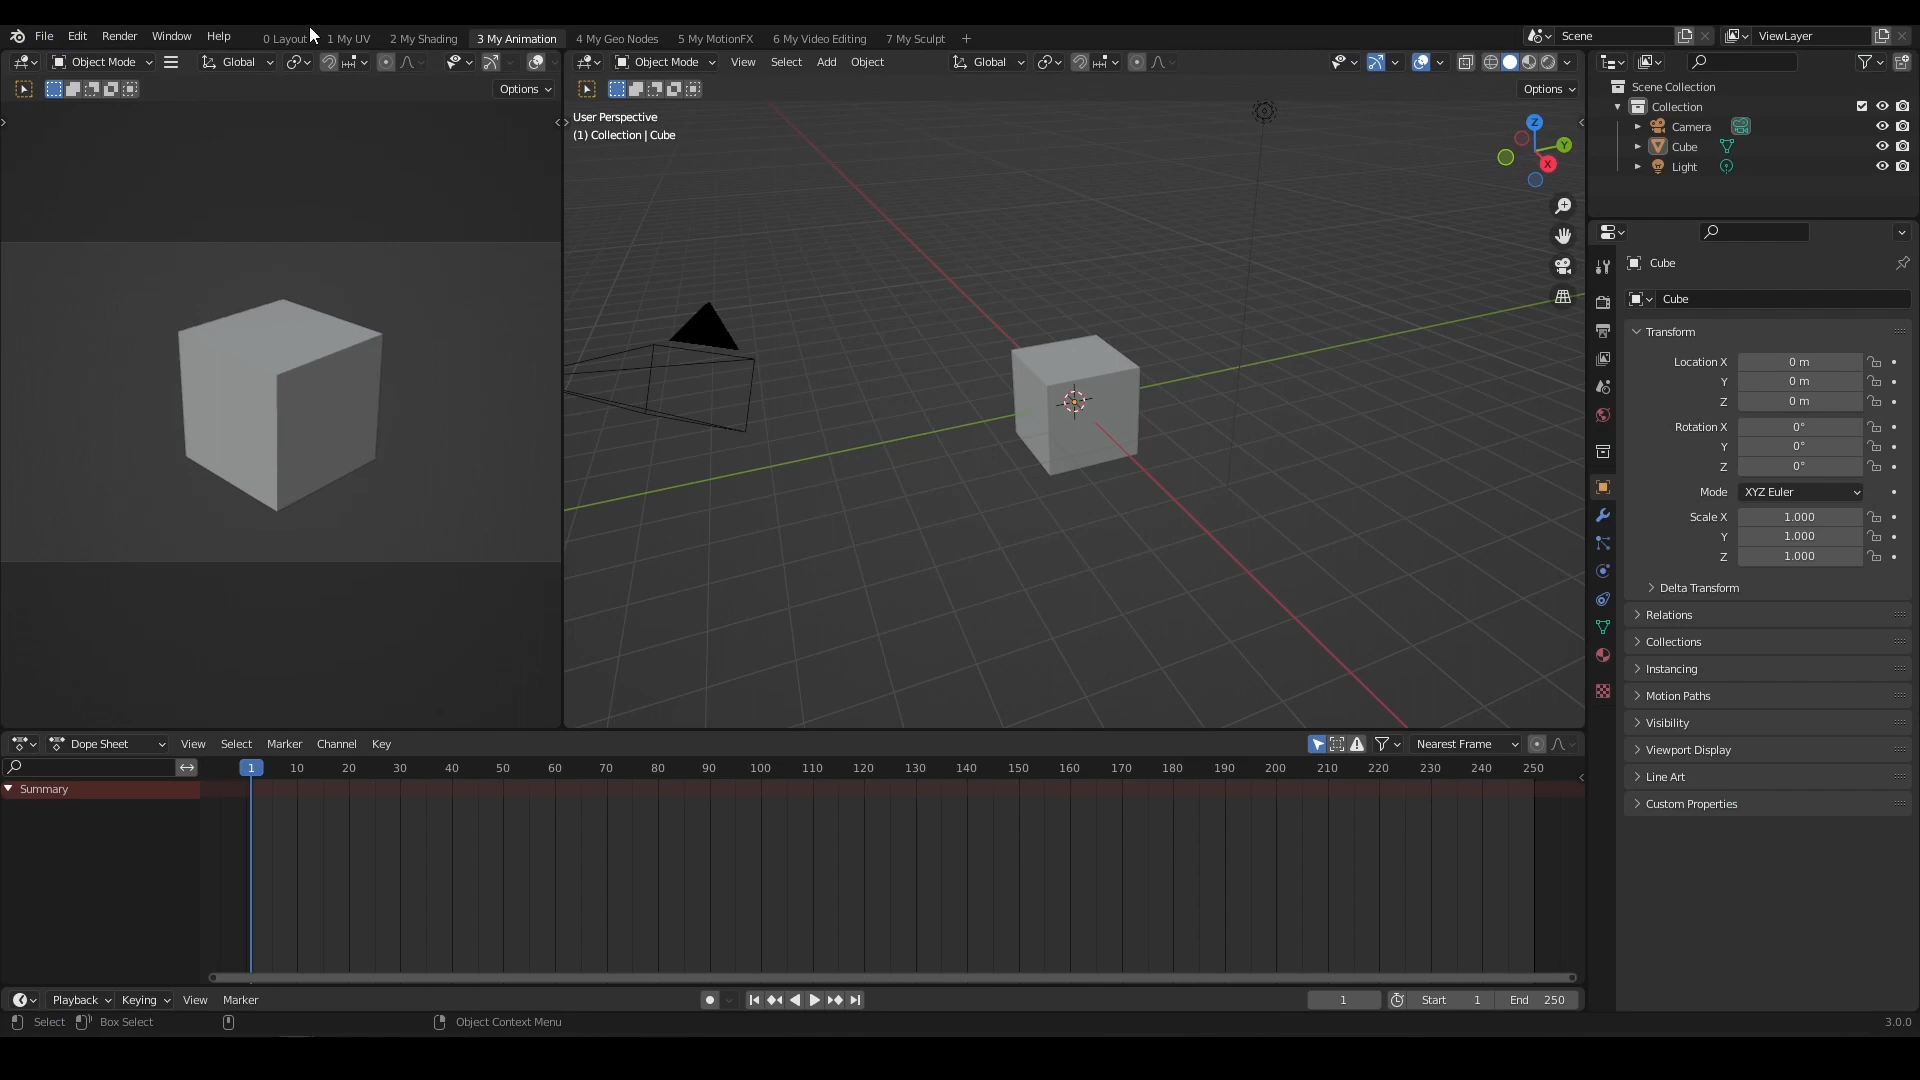 File Edit Render Window Help 0 Layout 1 My UV 2 My Shading 3 My Animation 4 My Geo Nodes 5 My MotionFX 6 My Video Editing 7 My Sculpt + Scene ViewLayer
Object Mode Global Object Mode View Select Add Object Global
Options Options
User Perspective
(1) Collection | Cube
Z
Y
X
Scene Collection
Collection
Camera
Cube
Light
Cube
Cube
Transform
Location X 0 m
Y 0 m
Z 0 m
Rotation X 0°
Y 0°
Z 0°
Mode XYZ Euler
Scale X 1.000
Y 1.000
Z 1.000
Delta Transform
Relations
Collections
Instancing
Motion Paths
Visibility
Viewport Display
Line Art
Custom Properties
Dope Sheet View Select Marker Channel Key Nearest Frame
1 10 20 30 40 50 60 70 80 90 100 110 120 130 140 150 160 170 180 190 200 210 220 230 240 250
Summary
Playback Keying View Marker 1 Start 1 End 250
Select Box Select Object Context Menu 3.0.0